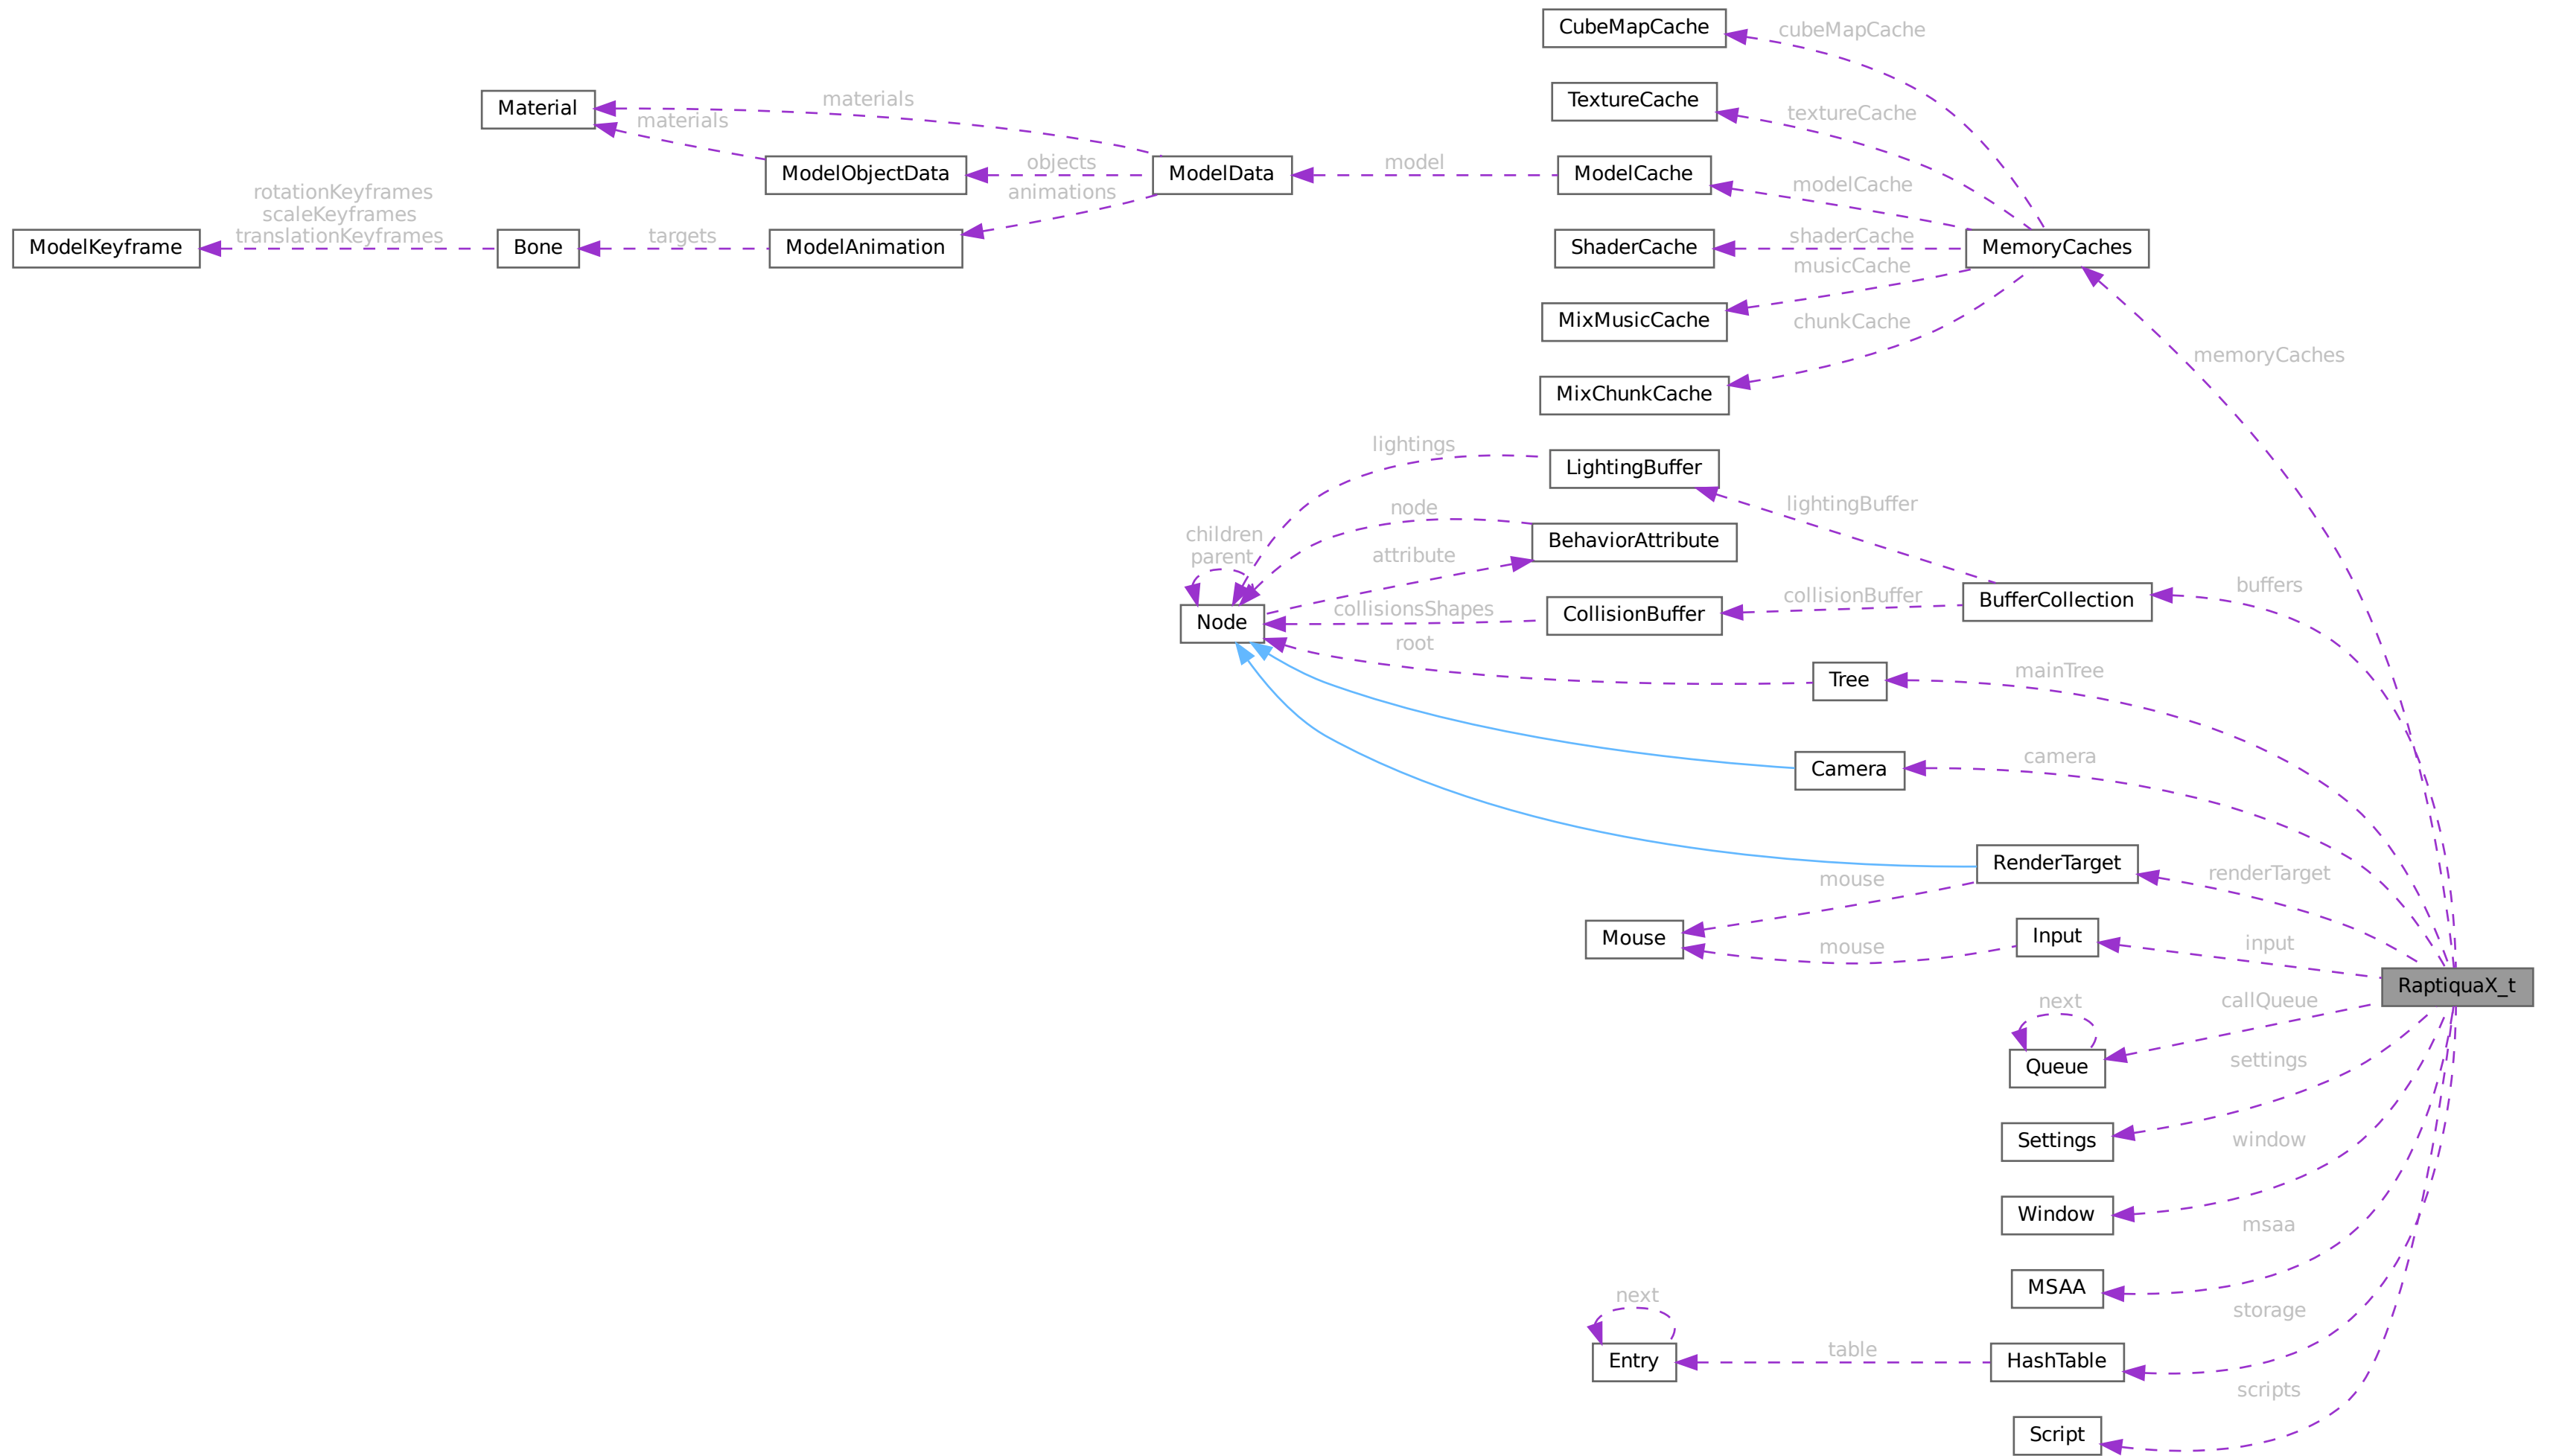 CubeMapCache
cubeMapCache
Material
materials
TextureCache
textureCache
materials
ModelObjectData
objects
ModelData
model
ModelCache
modelCache
rotationKeyframes
scaleKeyframes
translationKeyframes
animations
ModelKeyframe
Bone
targets
ModelAnimation
ShaderCache
shaderCache
MemoryCaches
musicCache
MixMusicCache
chunkCache
memoryCaches
MixChunkCache
lightings
LightingBuffer
lightingBuffer
node
BehaviorAttribute
children
parent
attribute
buffers
Node
collisionsShapes
CollisionBuffer
collisionBuffer
BufferCollection
root
Tree
mainTree
Camera
camera
RenderTarget
renderTarget
mouse
Mouse
mouse
Input
input
RaptiquaX_t
next
callQueue
Queue
settings
Settings
window
Window
msaa
MSAA
next
storage
Entry
table
HashTable
scripts
Script